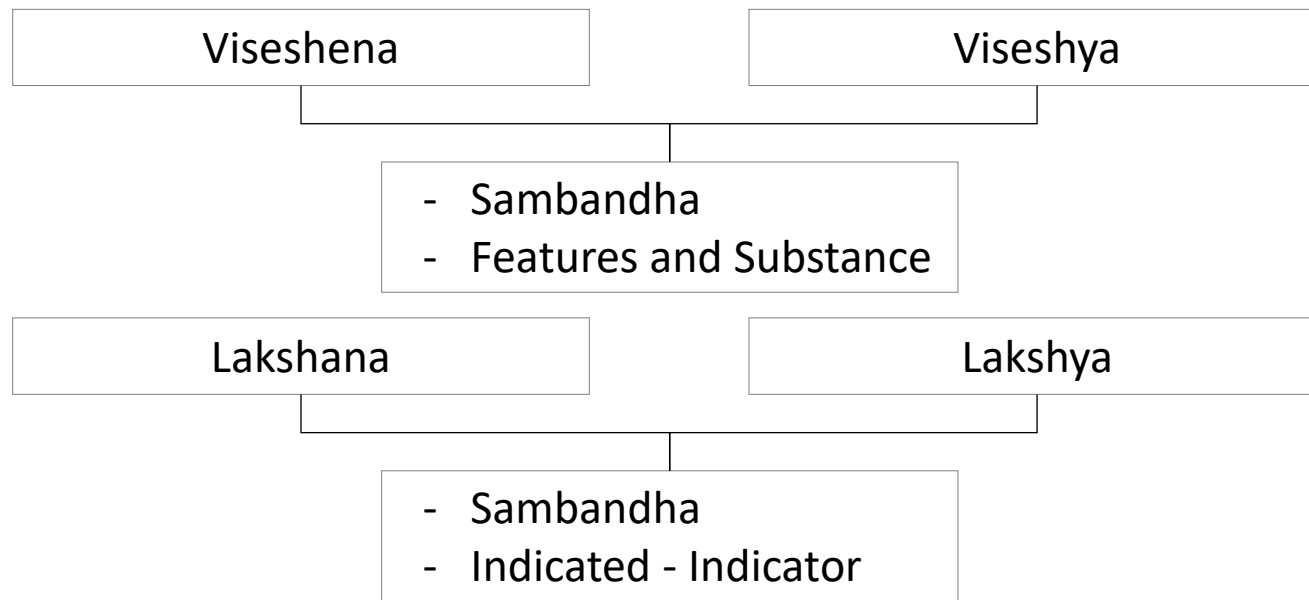 Viseshena
Viseshya
- Sambandha
- Features and Substance
Lakshana
Lakshya
- Sambandha
- Indicated - Indicator